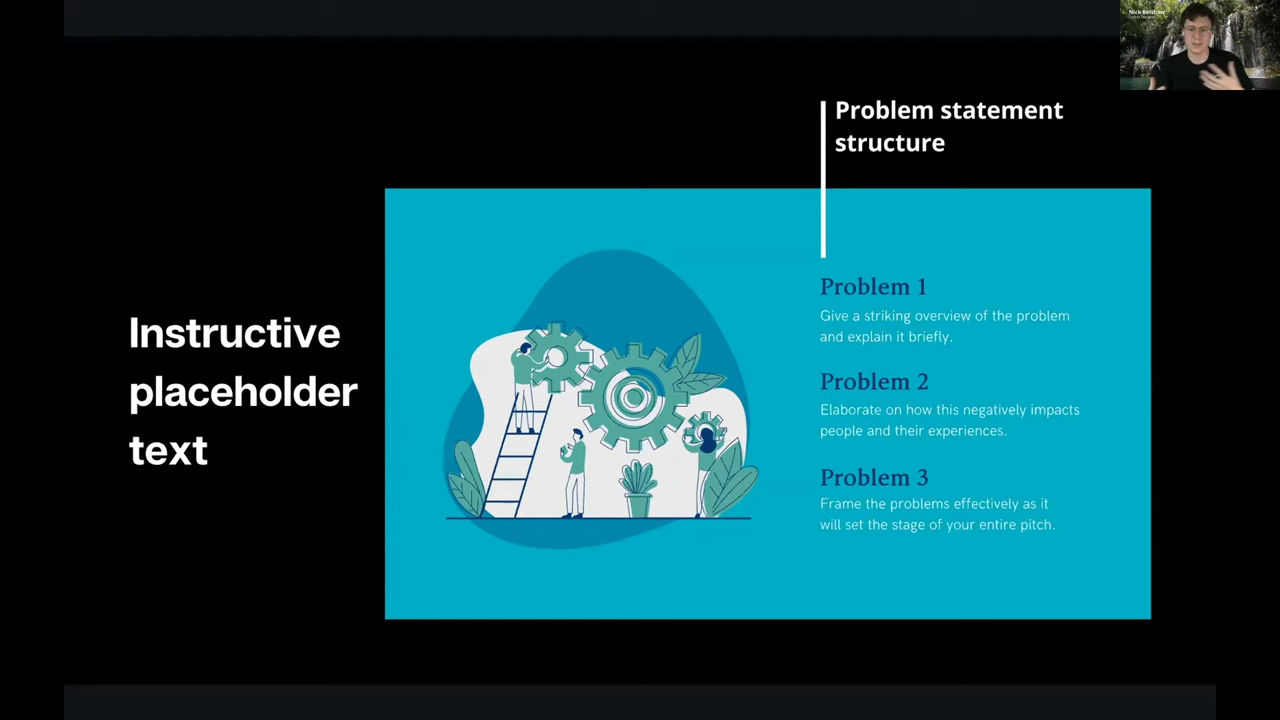 Nick
Problem statement
structure
Instructive
placeholder
text
Problem 1
Give a striking overview of the problem
and explain it briefly.
Problem 2
Elaborate on how this negatively impacts
people and their experiences.
Problem 3
Frame the problems effectively as it
will set the stage of your entire pitch.